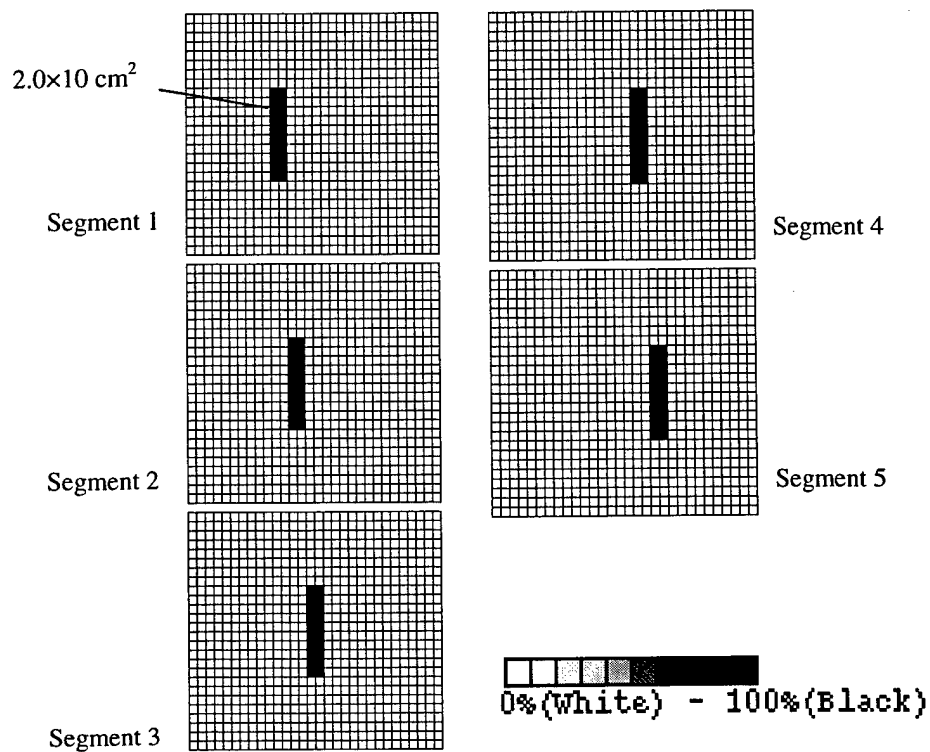 2.0×10 cm²
Segment 1
Segment 2
Segment 3
Segment 4
Segment 5
0%(White) - 100%(Black)